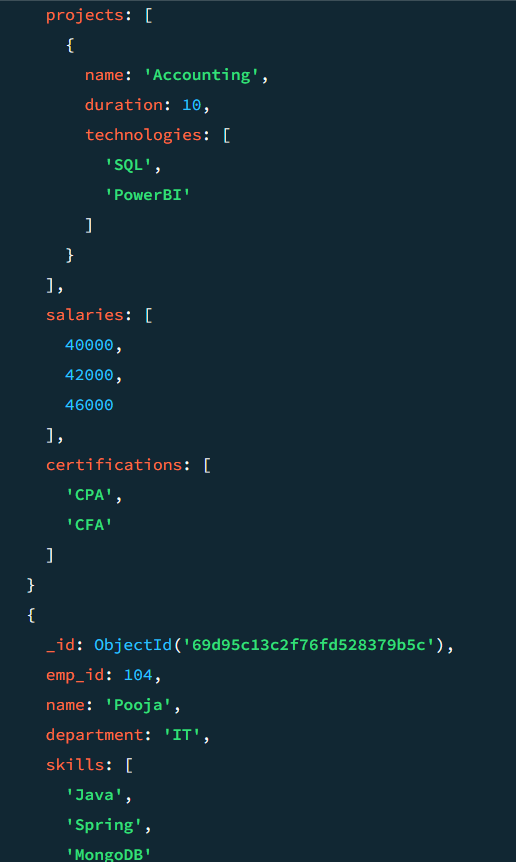 projects: [
{
name: 'Accounting',
duration: 10,
technologies: [
'SQL',
'PowerBI'
]
}
],
salaries: [
40000,
42000,
46000
],
certifications: [
'CPA',
'CFA'
]
}
{
_id: ObjectId('69d95c13c2f76fd528379b5c'),
emp_id: 104,
name: 'Pooja',
department: 'IT',
skills: [
'Java',
'Spring',
'MongoDB'